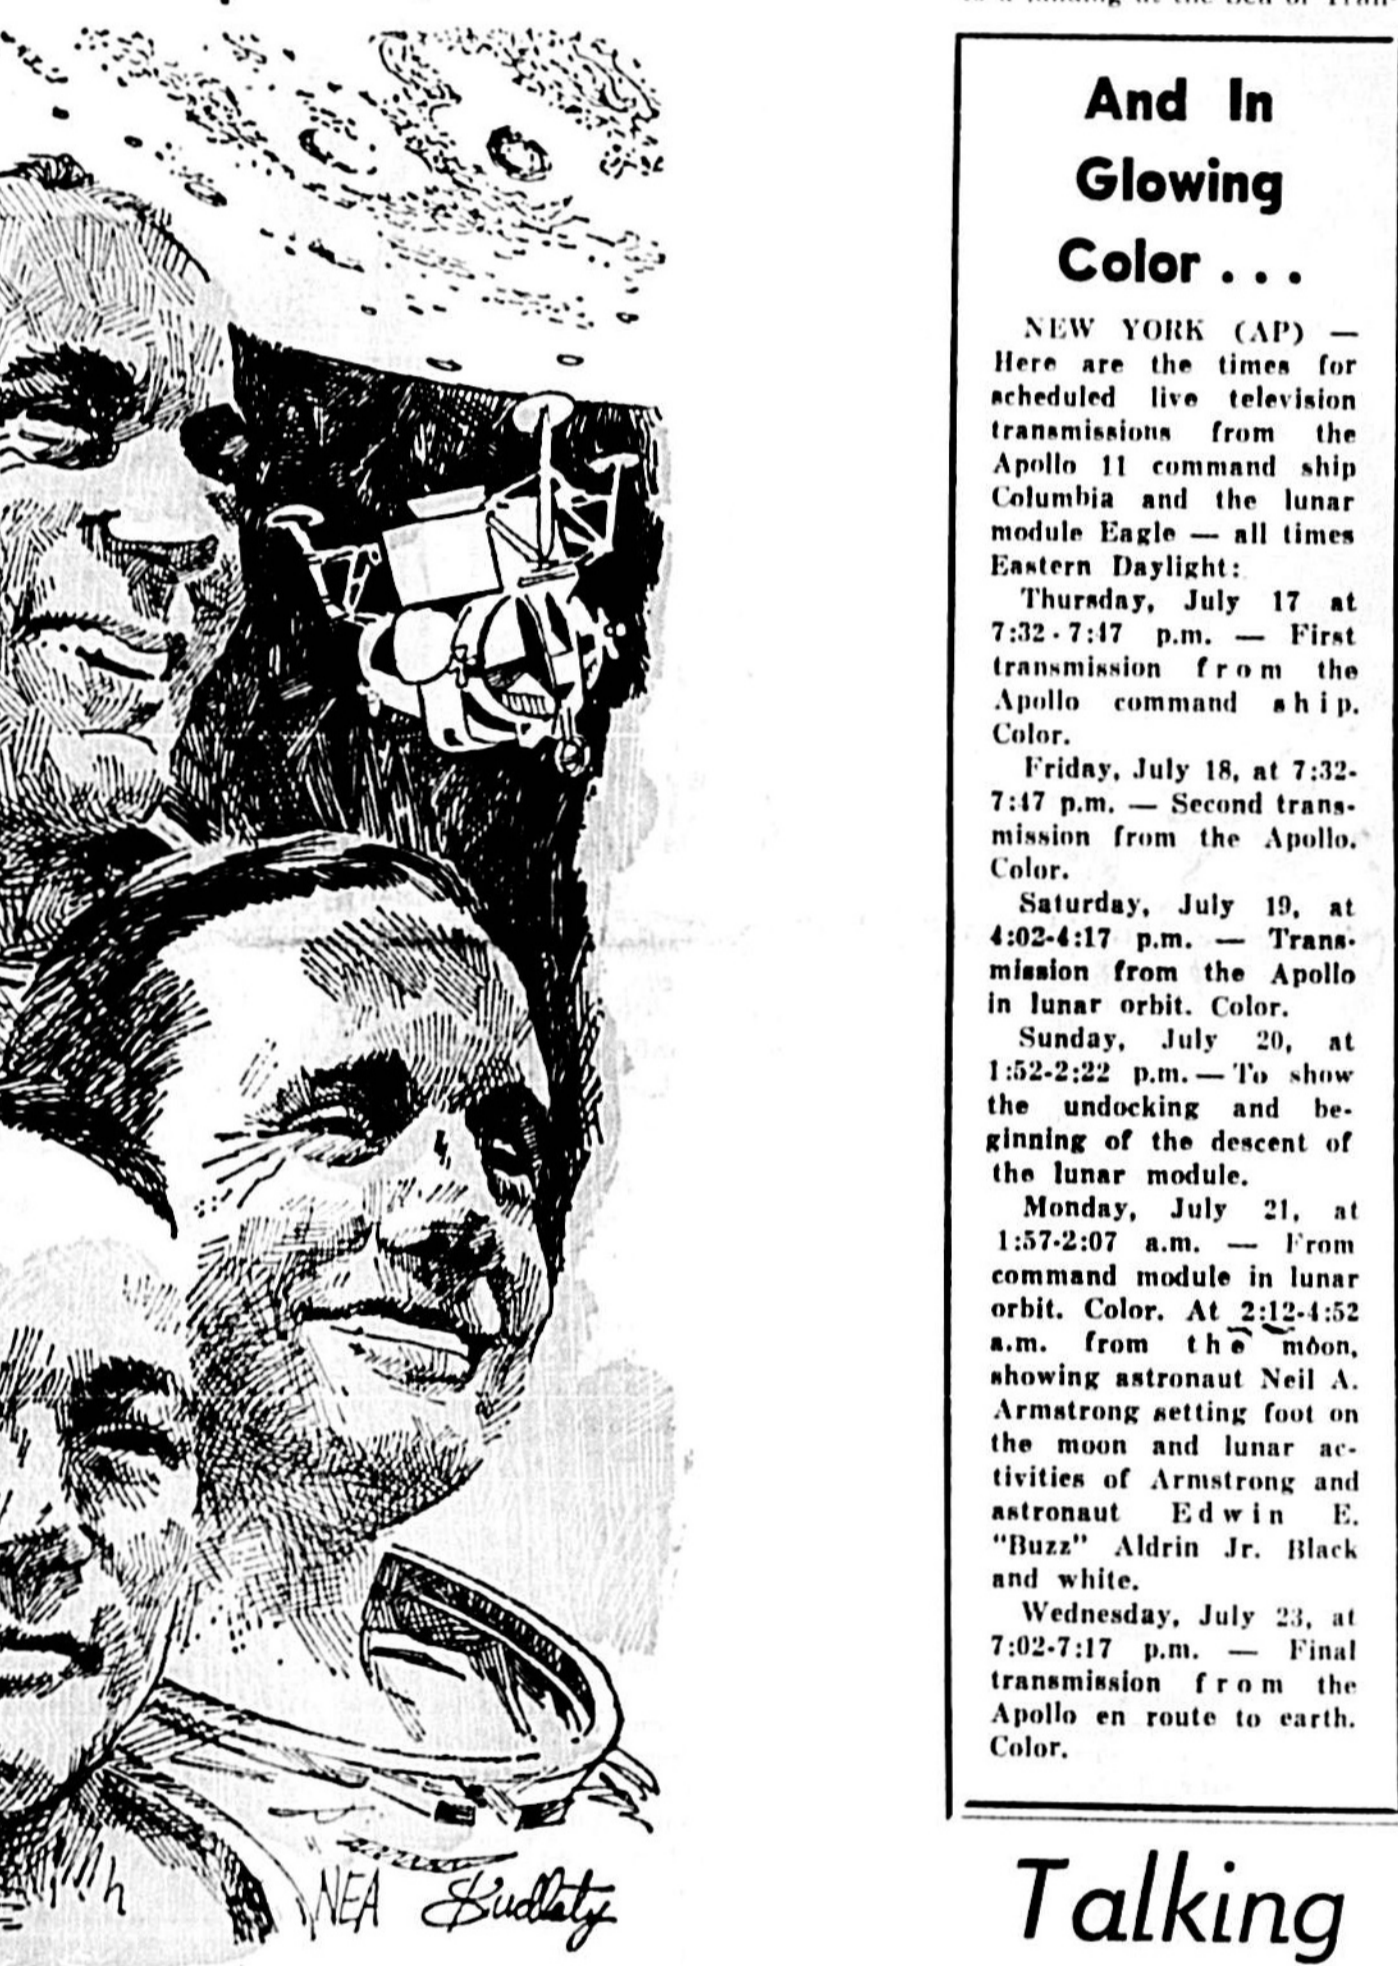 And In
Glowing
Color . . .
NEW YORK (AP) —
Here are the times for
scheduled live television
transmissions from the
Apollo 11 command ship
Columbia and the lunar
module Eagle — all times
Eastern Daylight:
Thursday, July 17 at
7:32-7:47 p.m. — First
transmission from the
Apollo command ship.
Color.
Friday, July 18, at 7:32-
7:47 p.m. — Second trans-
mission from the Apollo.
Color.
Saturday, July 19, at
4:02-4:17 p.m. — Trans-
mission from the Apollo
in lunar orbit. Color.
Sunday, July 20, at
1:52-2:22 p.m. — To show
the undocking and be-
ginning of the descent of
the lunar module.
Monday, July 21, at
1:57-2:07 a.m. — From
command module in lunar
orbit. Color. At 2:12-4:52
a.m. from the moon,
showing astronaut Neil A.
Armstrong setting foot on
the moon and lunar ac-
tivities of Armstrong and
astronaut Edwin E.
"Buzz" Aldrin Jr. Black
and white.
Wednesday, July 23, at
7:02-7:17 p.m. — Final
transmission from the
Apollo en route to earth.
Color.
Talking
NEA Kudlaty